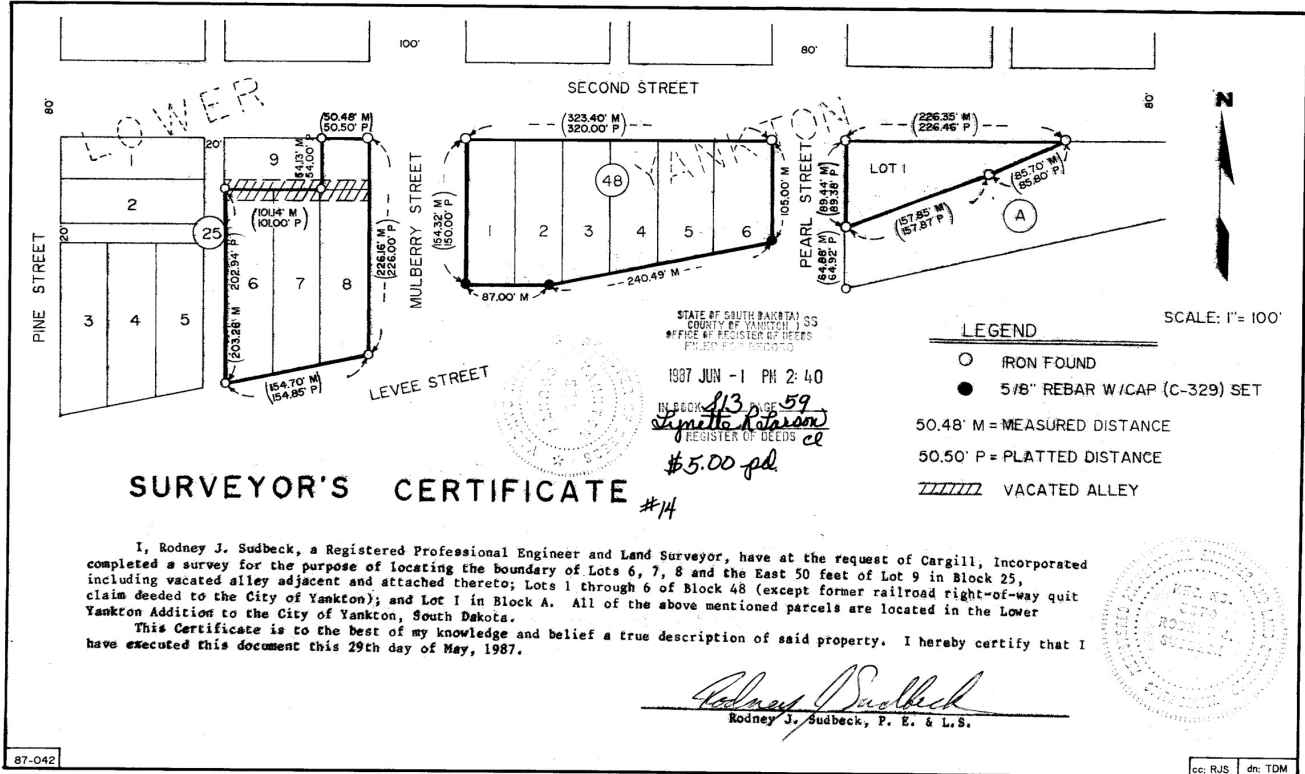 100'
80'
SECOND STREET
80'
80'
N
LOWER
YANKTON
(50.48' M
50.50' P)
(323.40' M
320.00' P)
(226.35' M
226.46' P)
1
20'
9
(54.13' M
54.00' P)
2
20'
25
(101.14' M
101.00' P)
(226.16' M
226.00' P)
MULBERRY STREET
(154.32' M
150.00' P)
48
1
2
3
4
5
6
105.00' M
PEARL STREET
LOT 1
(89.44' M
89.38' P)
(85.70' M
85.80' P)
(157.85' M
157.87' P)
A
(64.88' M
64.92' P)
PINE STREET
3
4
5
(203.28' M 202.94' P)
6
7
8
87.00' M
240.49' M
(154.70' M
154.85' P)
LEVEE STREET
SCALE: 1" = 100'
STATE OF SOUTH DAKOTA) SS
COUNTY OF YANKTON )
OFFICE OF REGISTER OF DEEDS
FILED FOR RECORD
1987 JUN -1 PM 2:40
IN BOOK S13 PAGE 59
Lynette R Larson
REGISTER OF DEEDS cl
$5.00 pd.
LEGEND
IRON FOUND
5/8" REBAR W/CAP (C-329) SET
50.48' M = MEASURED DISTANCE
50.50' P = PLATTED DISTANCE
VACATED ALLEY
SURVEYOR'S CERTIFICATE
#14
I, Rodney J. Sudbeck, a Registered Professional Engineer and Land Surveyor, have at the request of Cargill, Incorporated
completed a survey for the purpose of locating the boundary of Lots 6, 7, 8 and the East 50 feet of Lot 9 in Block 25,
including vacated alley adjacent and attached thereto; Lots 1 through 6 of Block 48 (except former railroad right-of-way quit
claim deeded to the City of Yankton); and Lot I in Block A. All of the above mentioned parcels are located in the Lower
Yankton Addition to the City of Yankton, South Dakota.
This Certificate is to the best of my knowledge and belief a true description of said property. I hereby certify that I
have executed this document this 29th day of May, 1987.
Rodney J Sudbeck
Rodney J. Sudbeck, P. E. & L.S.
REG. NO.
RODNEY J.
SUDBECK
87-042
cc: RJS
dn: TDM